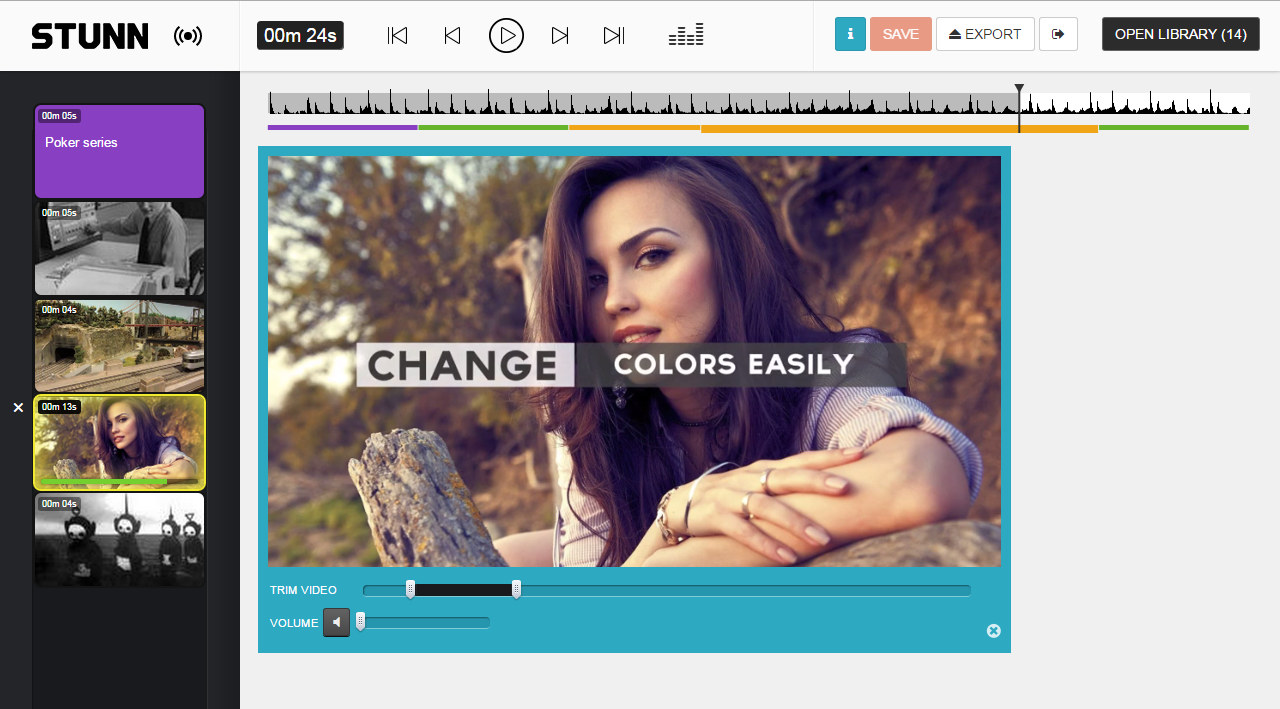 STUNN
00m 24s
SAVE
EXPORT
OPEN LIBRARY (14)
00m 05s
Poker series
00m 05s
00m 04s
00m 13s
00m 04s
CHANGE COLORS EASILY
TRIM VIDEO
VOLUME